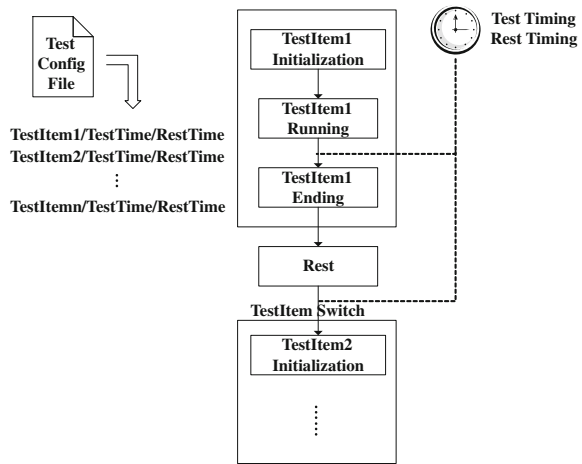 Test
Config
File
TestItem1/TestTime/RestTime
TestItem2/TestTime/RestTime
⋮
TestItemn/TestTime/RestTime
TestItem1
Initialization
TestItem1
Running
TestItem1
Ending
Rest
TestItem Switch
TestItem2
Initialization
Test Timing
Rest Timing